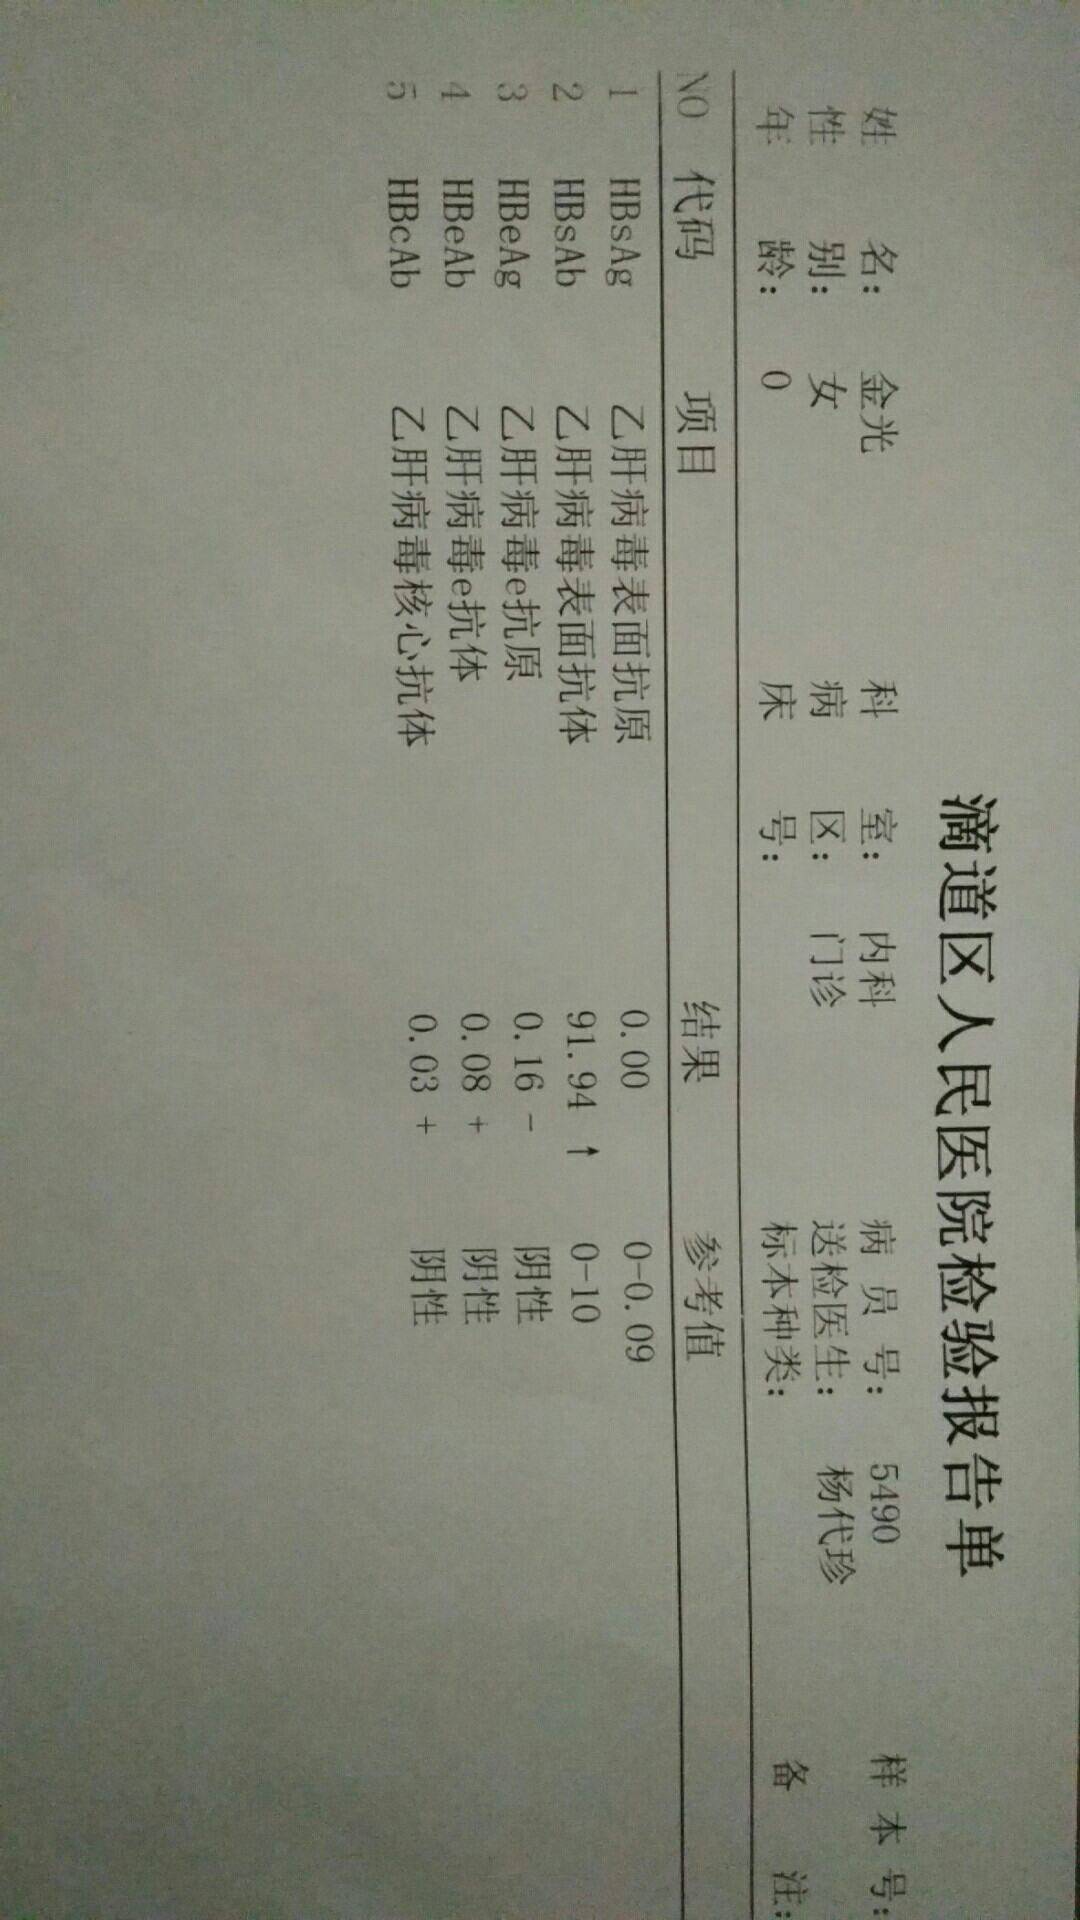 滴道区人民医院检验报告单
姓 名： 金光 科 室： 内科 病 员 号： 5490 样 本 号：
性 别： 女 病 区： 门诊 送检医生： 杨代珍
年 龄： 0 床 号： 标本种类： 备 注：
NO 代码 项目 结果 参考值
1 HBsAg 乙肝病毒表面抗原 0.00 0-0.09
2 HBsAb 乙肝病毒表面抗体 91.94 ↑ 0-10
3 HBeAg 乙肝病毒e抗原 0.16 - 阴性
4 HBeAb 乙肝病毒e抗体 0.08 + 阴性
5 HBcAb 乙肝病毒核心抗体 0.03 + 阴性